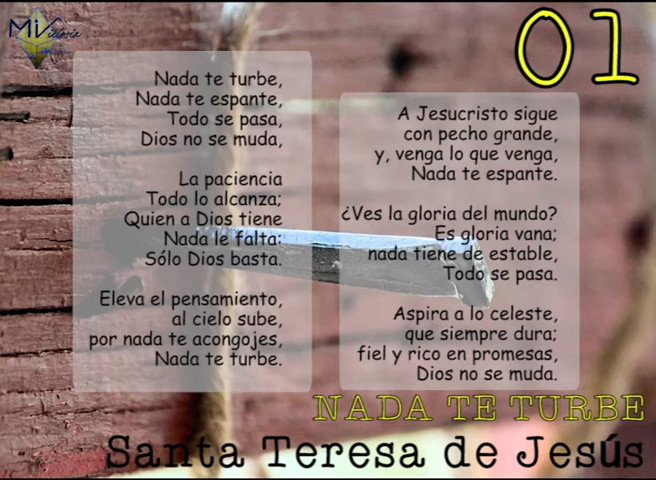 MiVictoria
01
Nada te turbe,
Nada te espante,
Todo se pasa,
Dios no se muda,
La paciencia
Todo lo alcanza;
Quien a Dios tiene
Nada le falta:
Sólo Dios basta.
Eleva el pensamiento,
al cielo sube,
por nada te acongojes,
Nada te turbe.
A Jesucristo sigue
con pecho grande,
y, venga lo que venga,
Nada te espante.
¿Ves la gloria del mundo?
Es gloria vana;
nada tiene de estable,
Todo se pasa.
Aspira a lo celeste,
que siempre dura;
fiel y rico en promesas,
Dios no se muda.
NADA TE TURBE
Santa Teresa de Jesús